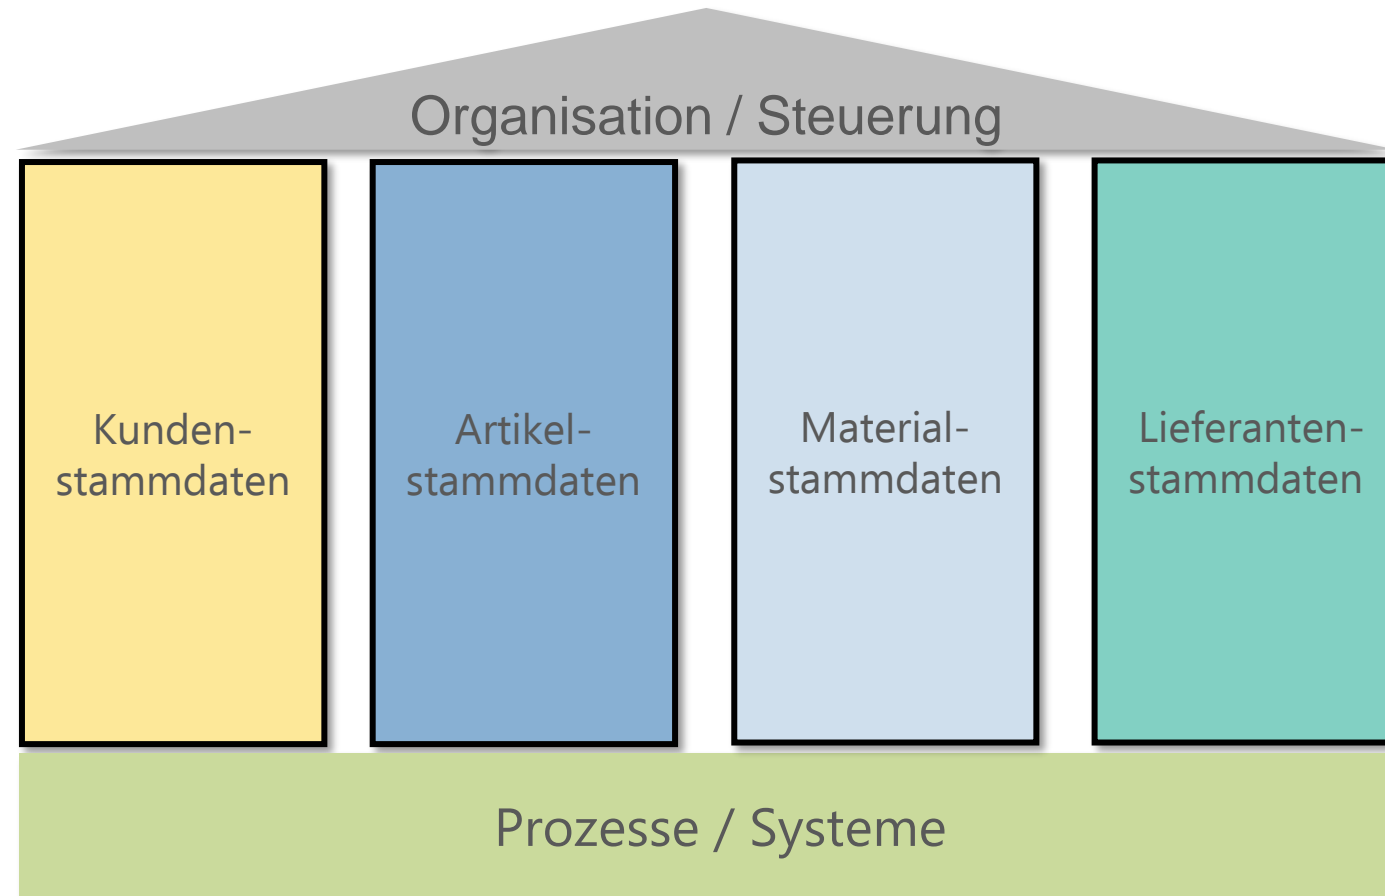 Organisation / Steuerung
Kunden-
stammdaten
Artikel-
stammdaten
Material-
stammdaten
Lieferanten-
stammdaten
Prozesse / Systeme